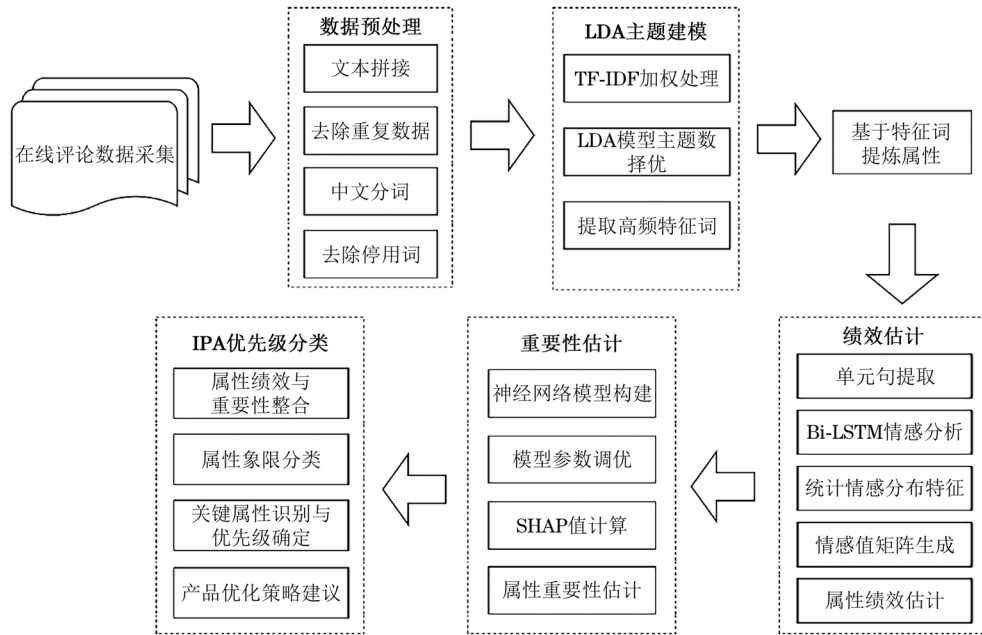 在线评论数据采集
数据预处理
文本拼接
去除重复数据
中文分词
去除停用词
LDA主题建模
TF-IDF加权处理
LDA模型主题数
择优
提取高频特征词
基于特征词
提炼属性
绩效估计
单元句提取
Bi-LSTM情感分析
统计情感分布特征
情感值矩阵生成
属性绩效估计
重要性估计
神经网络模型构建
模型参数调优
SHAP值计算
属性重要性估计
IPA优先级分类
属性绩效与
重要性整合
属性象限分类
关键属性识别与
优先级确定
产品优化策略建议